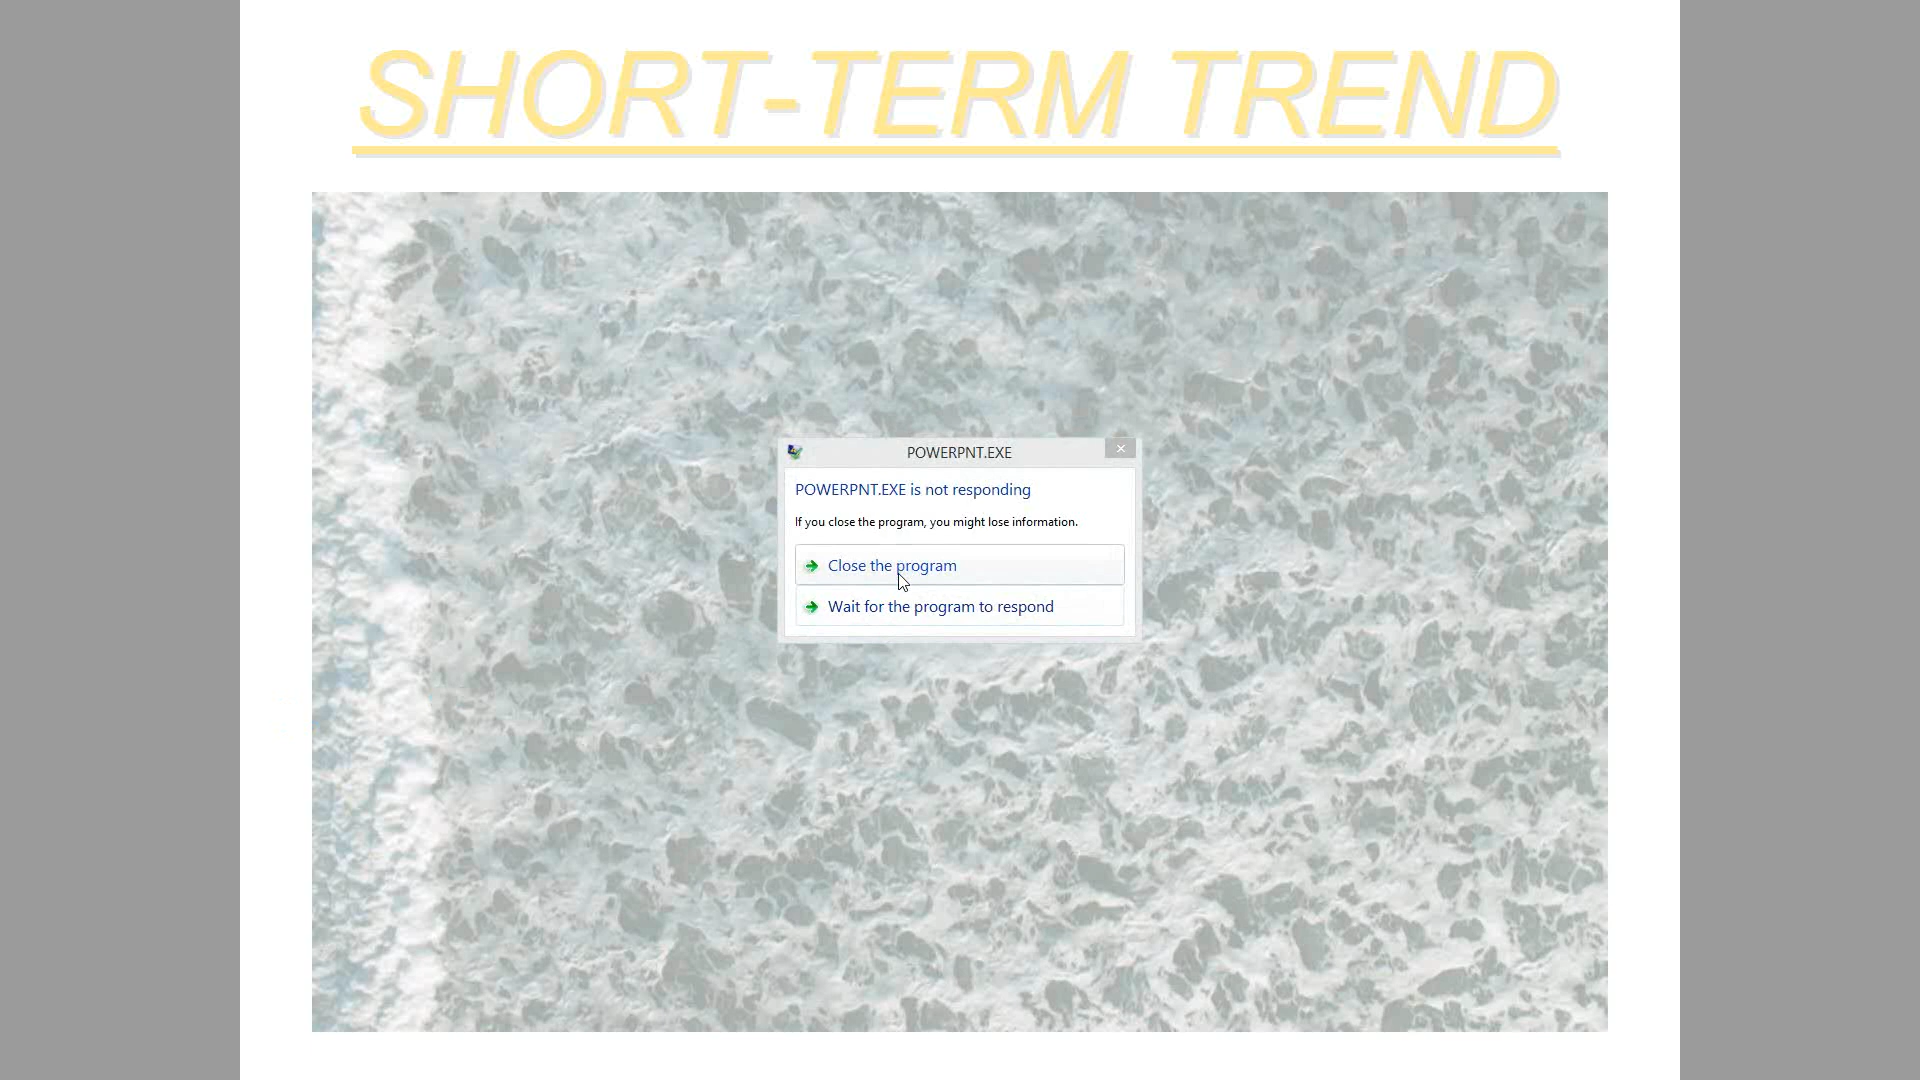 SHORT-TERM TREND
POWERPNT.EXE
POWERPNT.EXE is not responding
If you close the program, you might lose information.
Close the program
Wait for the program to respond